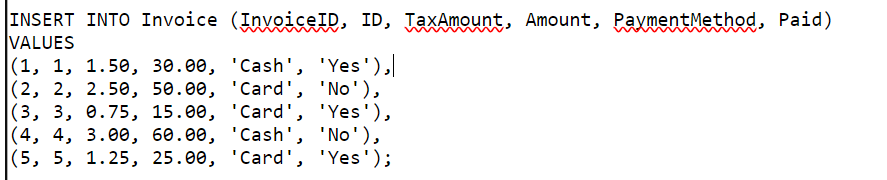 INSERT INTO Invoice (InvoiceID, ID, TaxAmount, Amount, PaymentMethod, Paid)
VALUES
(1, 1, 1.50, 30.00, 'Cash', 'Yes'),
(2, 2, 2.50, 50.00, 'Card', 'No'),
(3, 3, 0.75, 15.00, 'Card', 'Yes'),
(4, 4, 3.00, 60.00, 'Cash', 'No'),
(5, 5, 1.25, 25.00, 'Card', 'Yes');